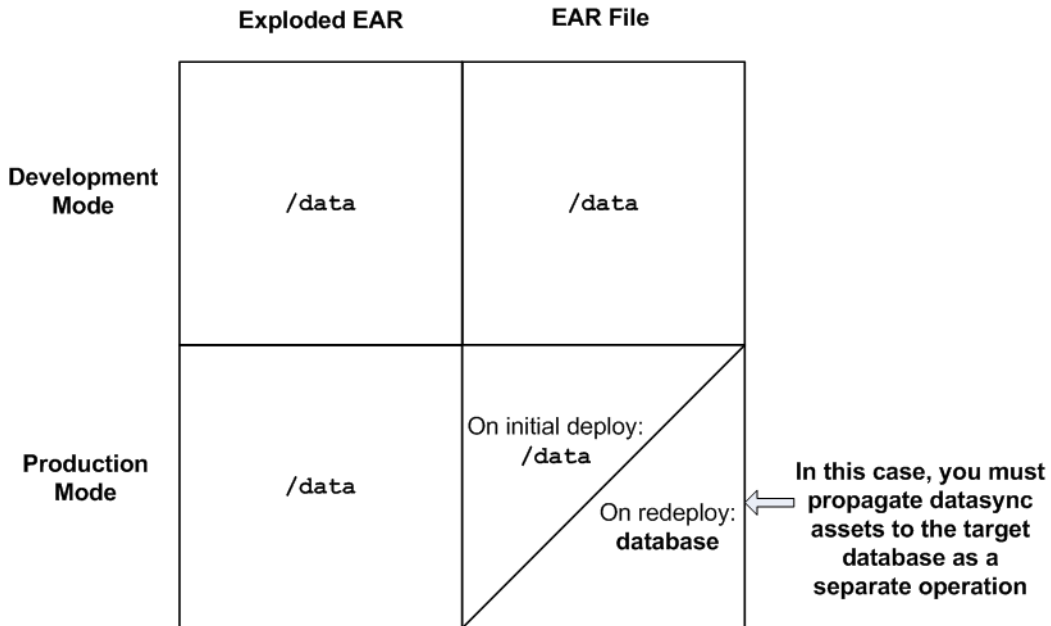 Exploded EAR
EAR File
Development
Mode
/data
/data
Production
Mode
/data
On initial deploy:
/data
On redeploy:
database
In this case, you must
propagate datasync
assets to the target
database as a
separate operation